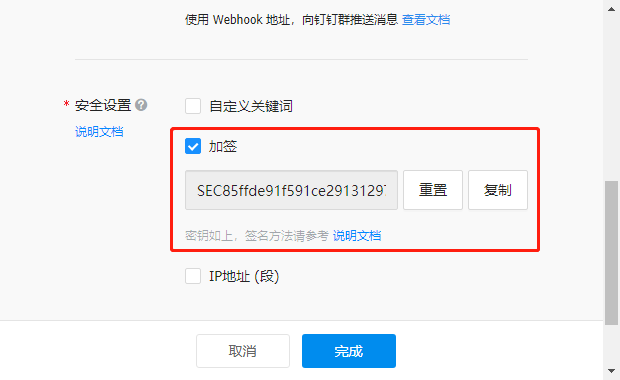 使用 Webhook 地址，向钉钉群推送消息 查看文档
* 安全设置 ?
说明文档
自定义关键词
加签
SEC85ffde91f591ce29131297 重置 复制
密钥如上，签名方法请参考 说明文档
IP地址 (段)
取消 完成